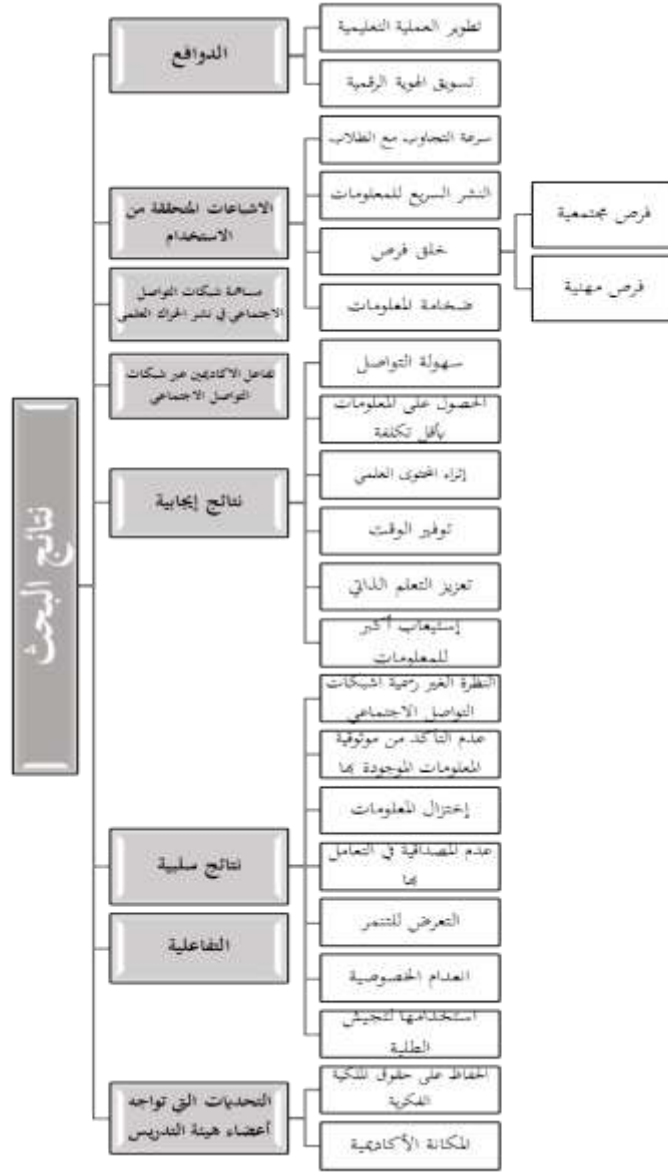 نتائج البحث
الدوافع
تطوير العملية التعليمية
تسويق الهوية الرقمية
الاشباعات المتحققة من
الاستخدام
سرعة التجاوب مع الطلاب
النشر السريع للمعلومات
خلق فرص
فرص مجتمعية
فرص مهنية
ضخامة المعلومات
مساهمة شبكات التواصل
الاجتماعي في نشر الحراك العلمي
تفاعل الاكاديمين عبر شبكات
التواصل الاجتماعي
نتائج إيجابية
سهولة التواصل
الحصول على المعلومات
بأقل تكلفة
إثراء المحتوى العلمي
توفير الوقت
تعزيز التعلم الذاتي
إستيعاب أكبر
للمعلومات
نتائج سلبية
النظرة الغير رسمية لشبكات
التواصل الاجتماعي
عدم التأكد من موثوقية
المعلومات الموجودة بها
إختزال المعلومات
عدم المصداقية في التعامل
بها
التعرض للتنمر
انعدام الخصوصية
استخدامها لتجيش
الطلبة
التفاعلية
التحديات التي تواجه
أعضاء هيئة التدريس
الحفاظ على حقوق الملكية
الفكرية
المكانة الأكاديمية